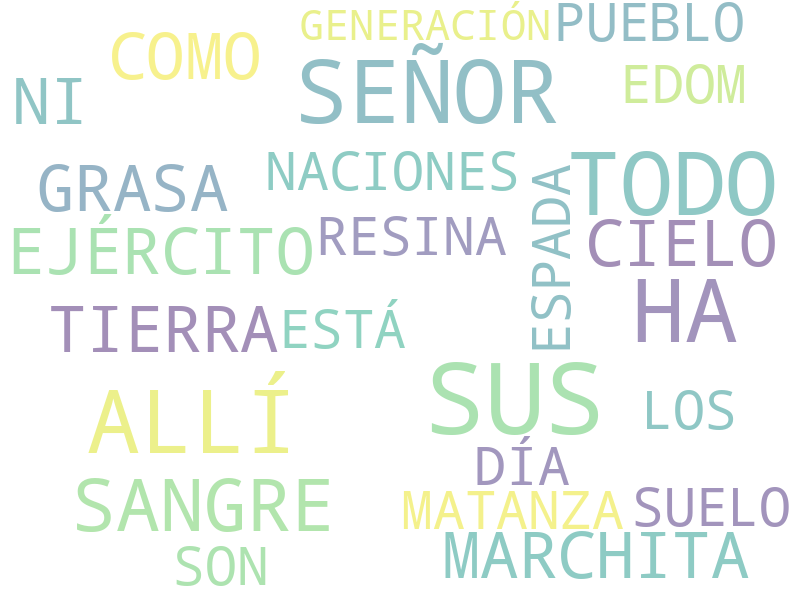 GENERACIÓN
PUEBLO
COMO
SEÑOR
EDOM
NI
NACIONES
TODO
GRASA
ESPADA
RESINA
CIELO
EJÉRCITO
HA
TIERRA
ESTÁ
SUS
ALLÍ
LOS
DÍA
SANGRE
MATANZA
SUELO
MARCHITA
SON